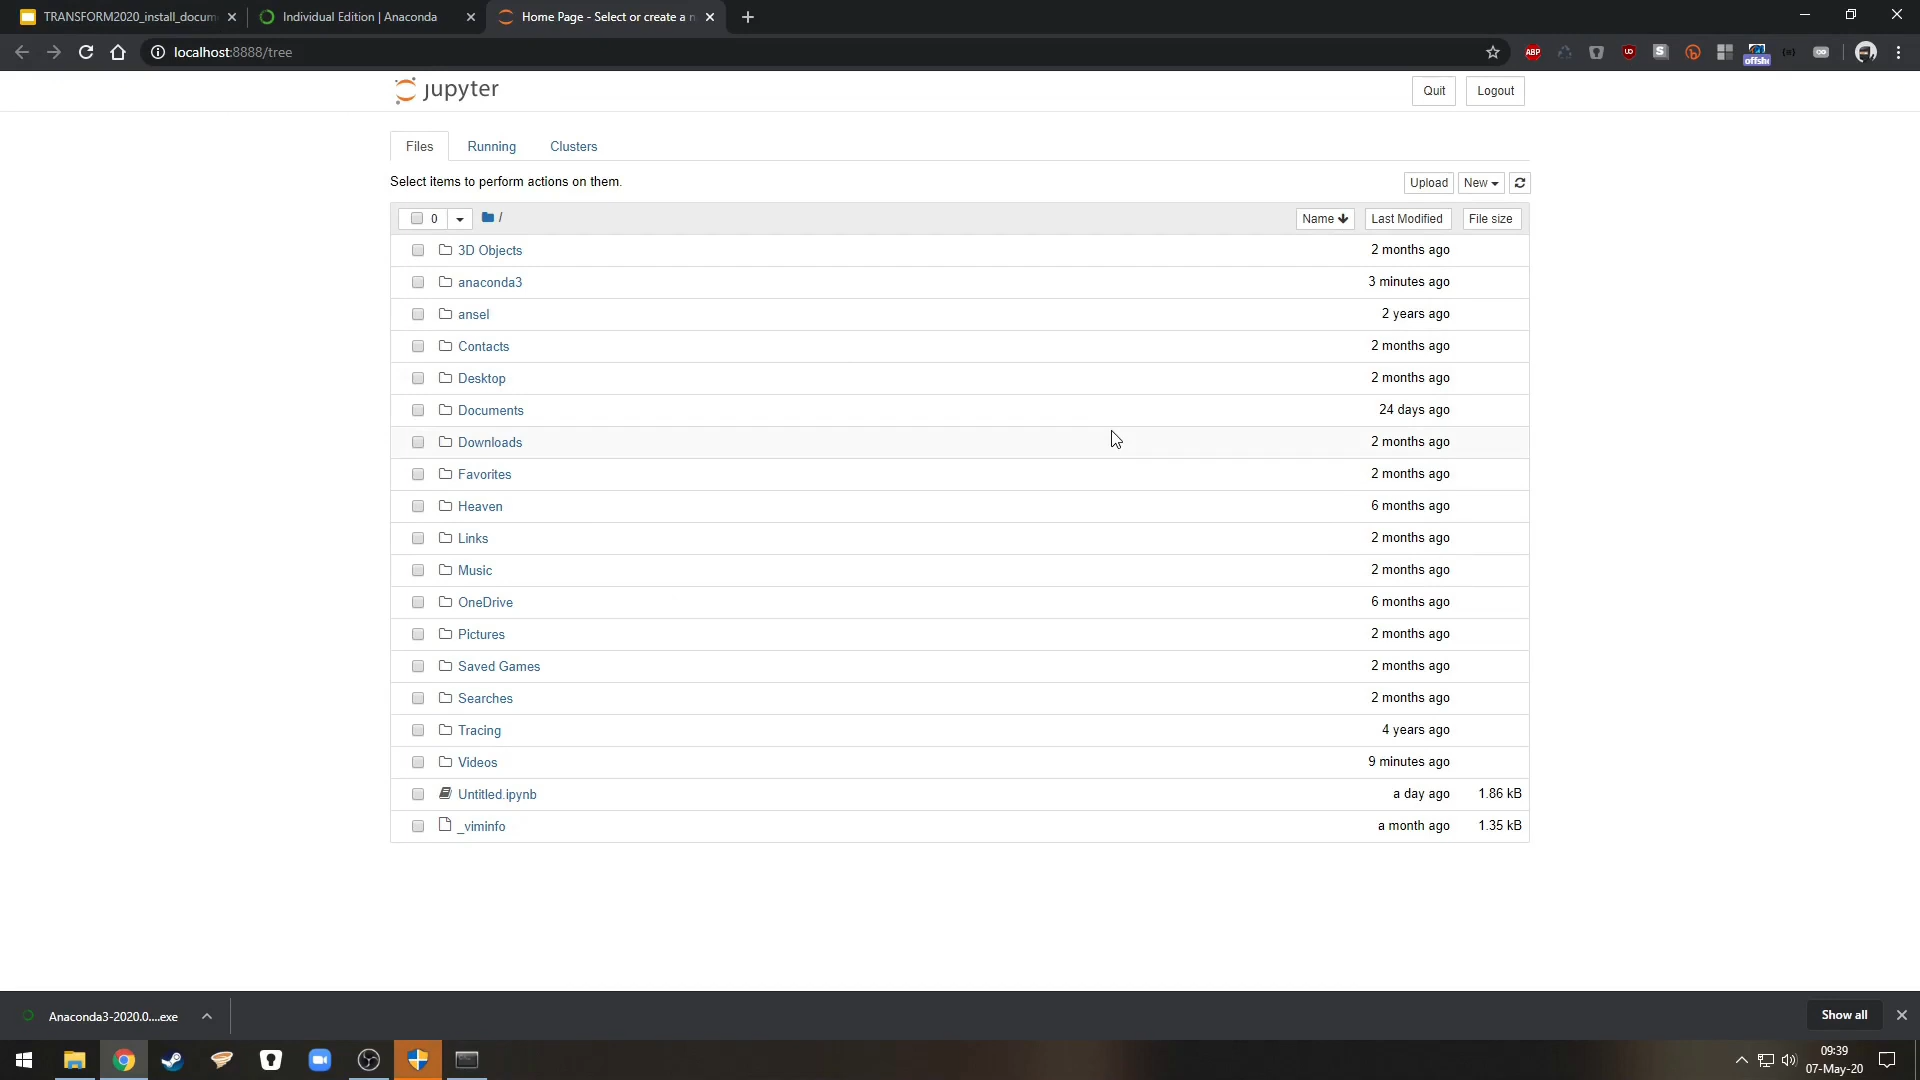 TRANSFORM2020_install_docum
Individual Edition | Anaconda
Home Page - Select or create a n
localhost:8888/tree
ABP
offsho
jupyter
Quit
Logout
Files
Running
Clusters
Select items to perform actions on them.
Upload
New
0
/
Name
Last Modified
File size
3D Objects
2 months ago
anaconda3
3 minutes ago
ansel
2 years ago
Contacts
2 months ago
Desktop
2 months ago
Documents
24 days ago
Downloads
2 months ago
Favorites
2 months ago
Heaven
6 months ago
Links
2 months ago
Music
2 months ago
OneDrive
6 months ago
Pictures
2 months ago
Saved Games
2 months ago
Searches
2 months ago
Tracing
4 years ago
Videos
9 minutes ago
Untitled.ipynb
a day ago
1.86 kB
_viminfo
a month ago
1.35 kB
Anaconda3-2020.0....exe
Show all
09:39
07-May-20